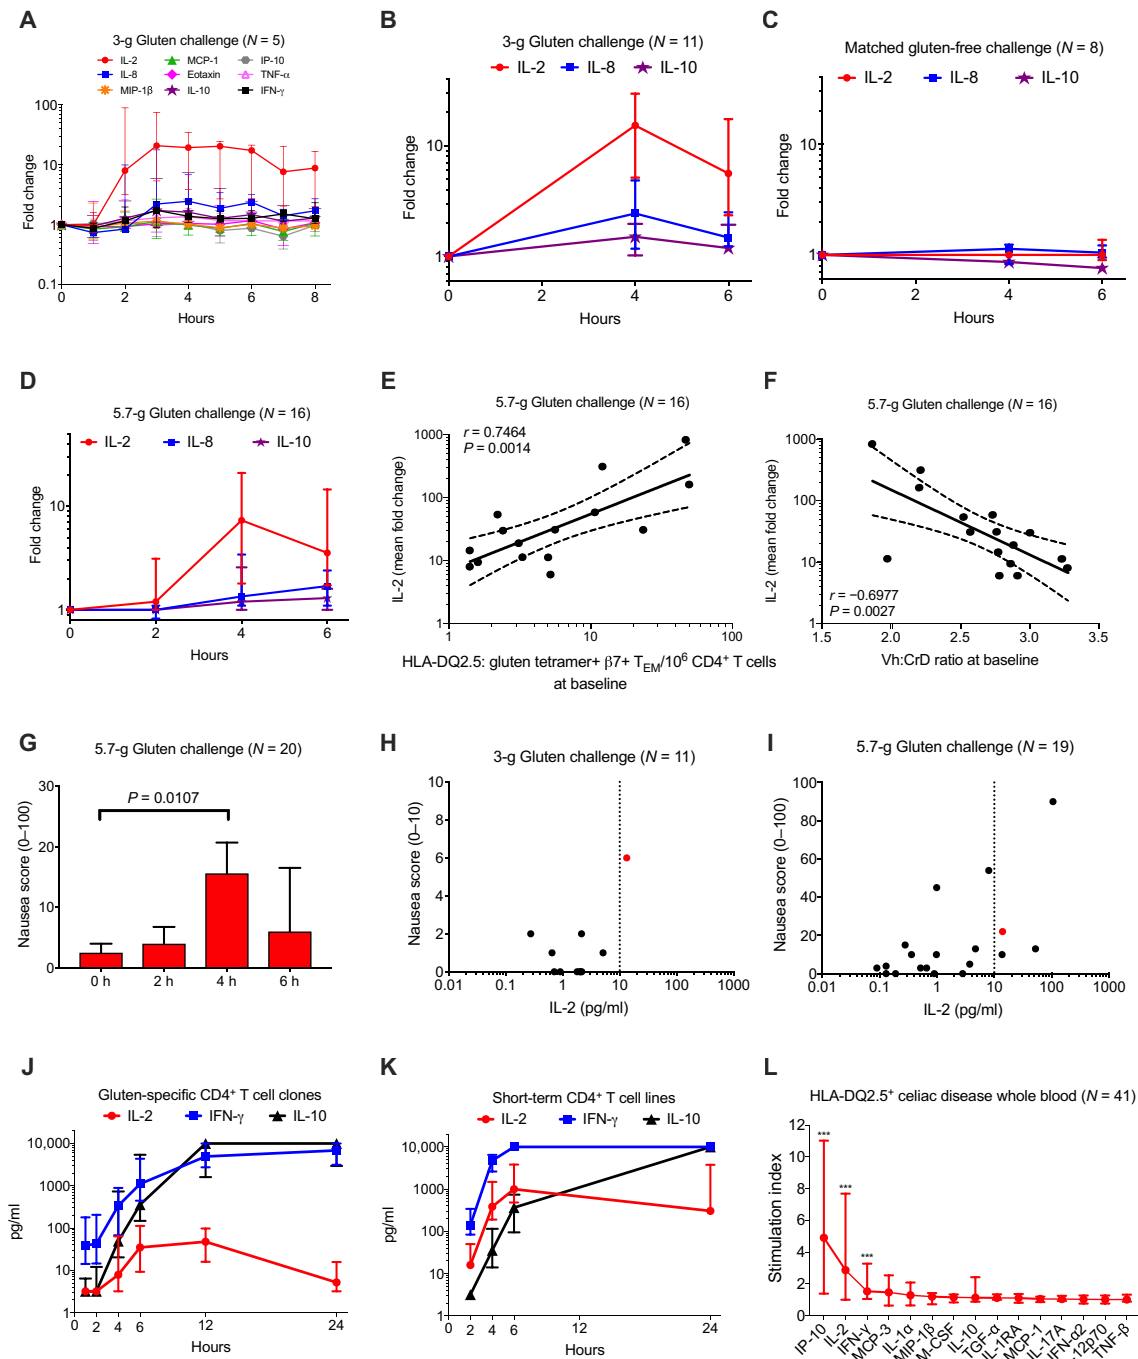 A
3-g Gluten challenge (N = 5)
IL-2 MCP-1 IP-10
IL-8 Eotaxin TNF-α
MIP-1β IL-10 IFN-γ
Fold change
100
10
1
0.1
0 2 4 6 8
Hours
B
3-g Gluten challenge (N = 11)
IL-2 IL-8 IL-10
Fold change
10
1
0 2 4 6
Hours
C
Matched gluten-free challenge (N = 8)
IL-2 IL-8 IL-10
Fold change
10
1
0 2 4 6
Hours
D
5.7-g Gluten challenge (N = 16)
IL-2 IL-8 IL-10
Fold change
10
1
0 2 4 6
Hours
E
5.7-g Gluten challenge (N = 16)
r = 0.7464
P = 0.0014
IL-2 (mean fold change)
1000
100
10
1
1 10 100
HLA-DQ2.5: gluten tetramer+ β7+ TEM/10⁶ CD4⁺ T cells
at baseline
F
5.7-g Gluten challenge (N = 16)
IL-2 (mean fold change)
1000
100
10
1
r = −0.6977
P = 0.0027
1.5 2.0 2.5 3.0 3.5
Vh:CrD ratio at baseline
G
5.7-g Gluten challenge (N = 20)
P = 0.0107
Nausea score (0–100)
30
20
10
0
0 h 2 h 4 h 6 h
H
3-g Gluten challenge (N = 11)
Nausea score (0–10)
10
8
6
4
2
0
0.01 0.1 1 10 100 1000
IL-2 (pg/ml)
I
5.7-g Gluten challenge (N = 19)
Nausea score (0–100)
100
80
60
40
20
0
0.01 0.1 1 10 100 1000
IL-2 (pg/ml)
J
Gluten-specific CD4⁺ T cell clones
IL-2 IFN-γ IL-10
pg/ml
10,000
1000
100
10
1
0 2 4 6 12 24
Hours
K
Short-term CD4⁺ T cell lines
IL-2 IFN-γ IL-10
pg/ml
10,000
1000
100
10
1
0 2 4 6 12 24
Hours
L
HLA-DQ2.5⁺ celiac disease whole blood (N = 41)
Stimulation index
12
10
8
6
4
2
0
***
***
***
IP-10
IL-2
IFN-γ
MCP-3
IL-1α
MIP-1β
M-CSF
IL-10
TGF-α
IL-1RA
MCP-1
IL-17A
IFN-α2
.12p70
TNF-β